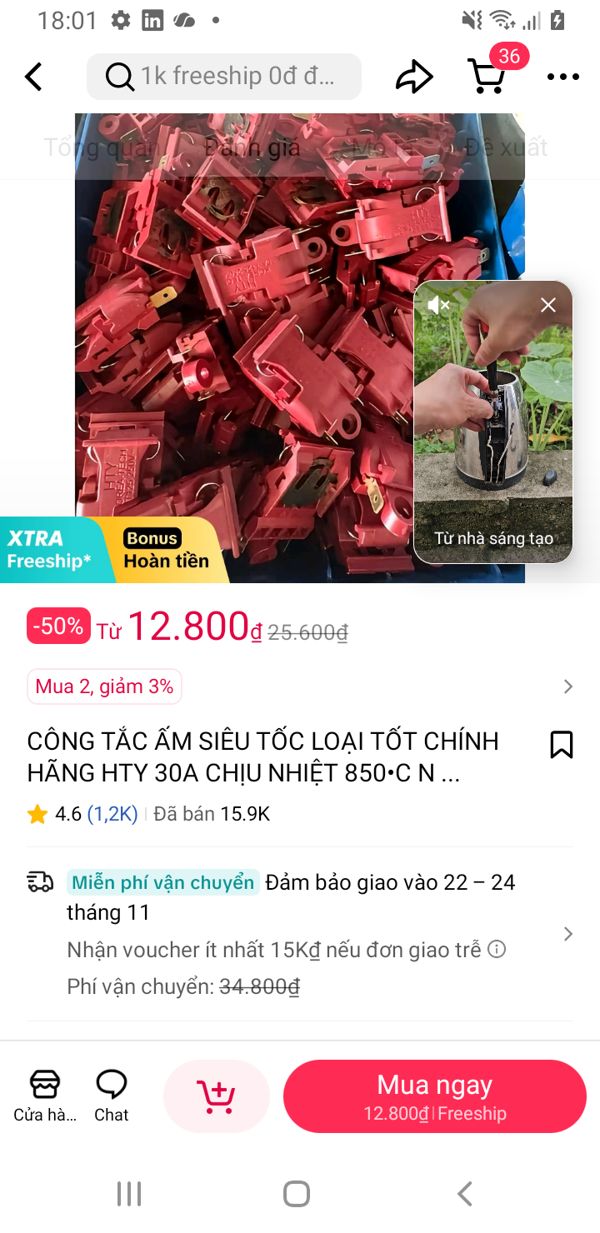 18:01
1k freeship 0đ đ...
36
Tổng quan Đánh giá Mô tả Đề xuất
HTY
HTY
XTRA
Freeship*
Bonus
Hoàn tiền
Từ nhà sáng tạo
-50% Từ 12.800₫ 25.600₫
Mua 2, giảm 3%
CÔNG TẮC ẤM SIÊU TỐC LOẠI TỐT CHÍNH
HÃNG HTY 30A CHỊU NHIỆT 850•C N ...
4.6 (1,2K) Đã bán 15.9K
Miễn phí vận chuyển Đảm bảo giao vào 22 – 24
tháng 11
Nhận voucher ít nhất 15K₫ nếu đơn giao trễ
Phí vận chuyển: 34.800₫
Cửa hà...
Chat
Mua ngay
12.800₫ | Freeship